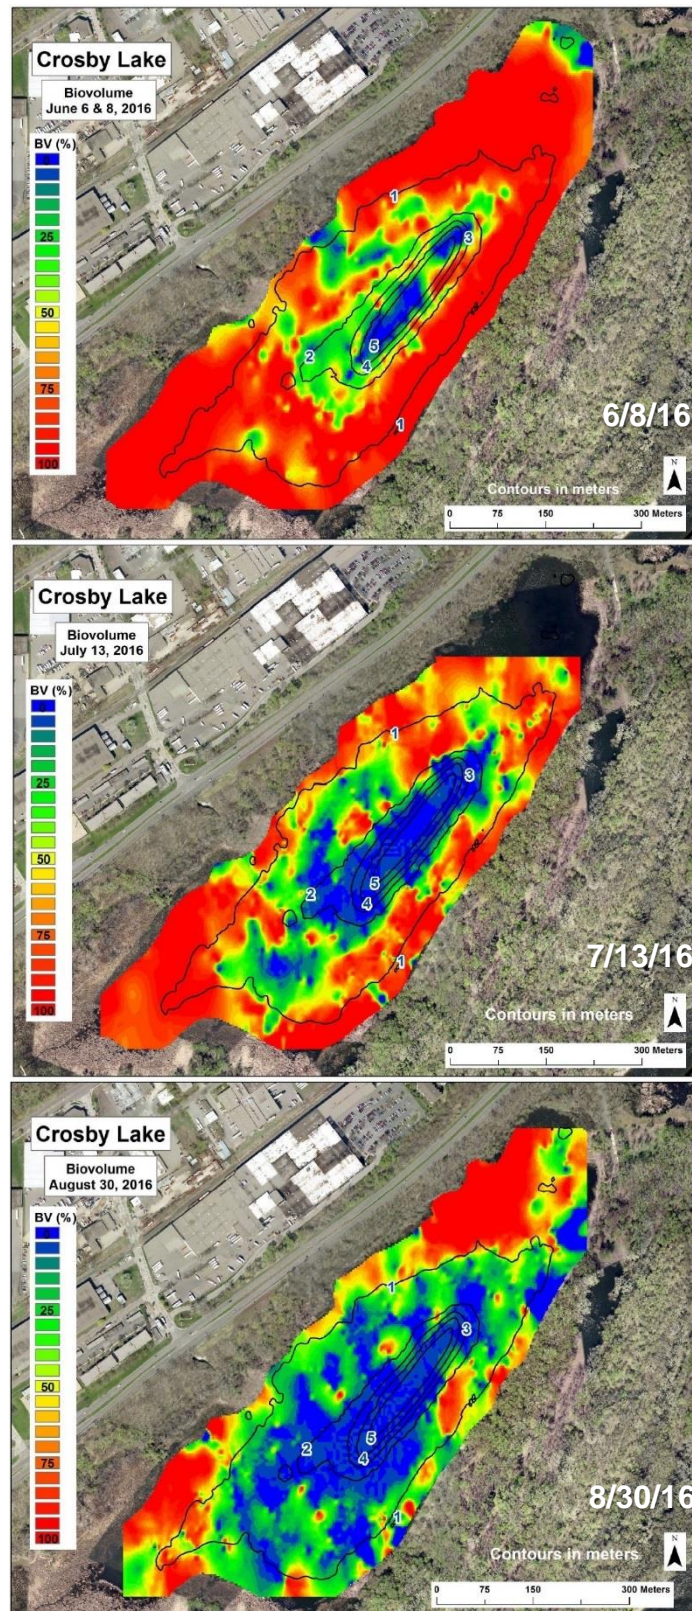 Crosby Lake
Biovolume
June 6 & 8, 2016
BV (%)
0
25
50
75
100
1
3
2
5
4
1
6/8/16
N
Contours in meters
0 75 150 300 Meters
Crosby Lake
Biovolume
July 13, 2016
BV (%)
0
25
50
75
100
1
3
2
5
4
1
7/13/16
N
Contours in meters
0 75 150 300 Meters
Crosby Lake
Biovolume
August 30, 2016
BV (%)
0
25
50
75
100
1
3
2
5
4
1
8/30/16
N
Contours in meters
0 75 150 300 Meters